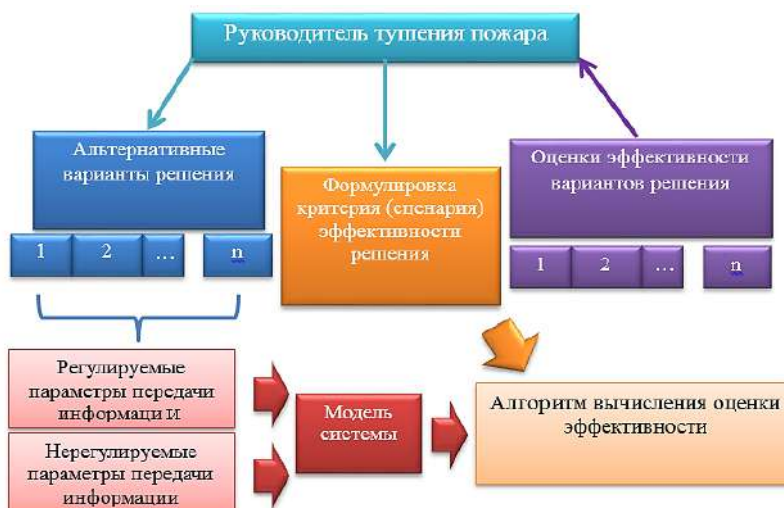 Руководитель тушения пожара
Альтернативные
варианты решения
1 2 ... n
Формулировка
критерия (сценария)
эффективности
решения
Оценки эффективности
вариантов решения
1 2 ... n
Регулируемые
параметры передачи
информаци и
Нерегулируемые
параметры передачи
информации
Модель
системы
Алгоритм вычисления оценки
эффективности